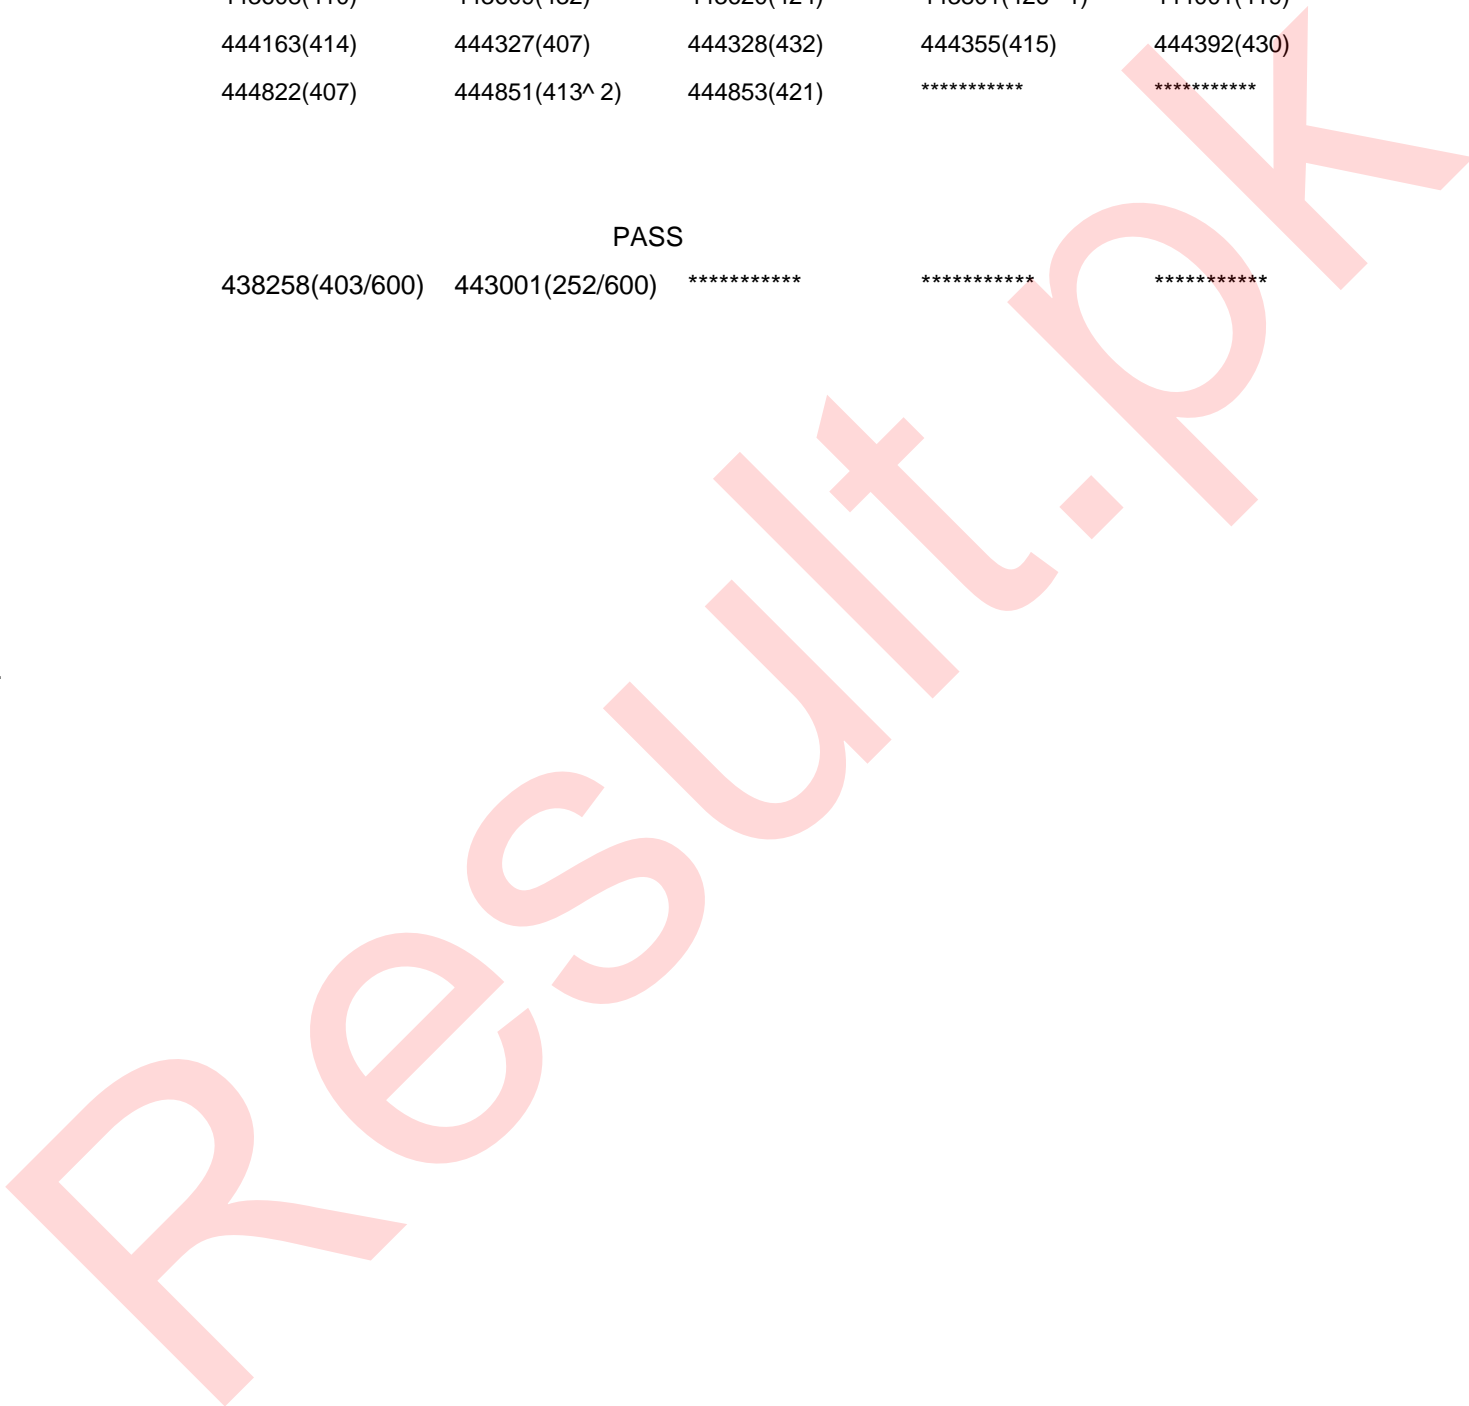 444163(414) 444327(407) 444328(432) 444355(415) 444392(430)
444822(407) 444851(413^ 2) 444853(421) *********** ***********
PASS
438258(403/600) 443001(252/600) *********** *********** ***********
Result.pk